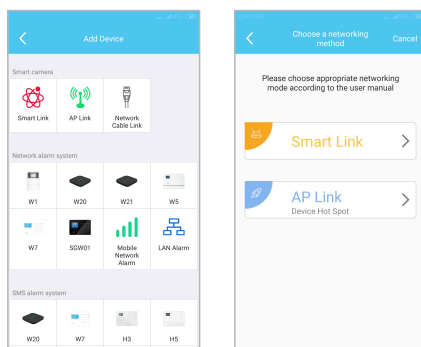 Add Device
Smart camera
Smart Link
AP Link
Network
Cable Link
Network alarm system
W1
W20
W21
W5
W7
SGW01
Mobile
Network
Alarm
LAN Alarm
SMS alarm system
W20
W7
H3
H5
Choose a networking
method
Cancel
Please choose appropriate networking
mode according to the user manual
Smart Link
AP Link
Device Hot Spot